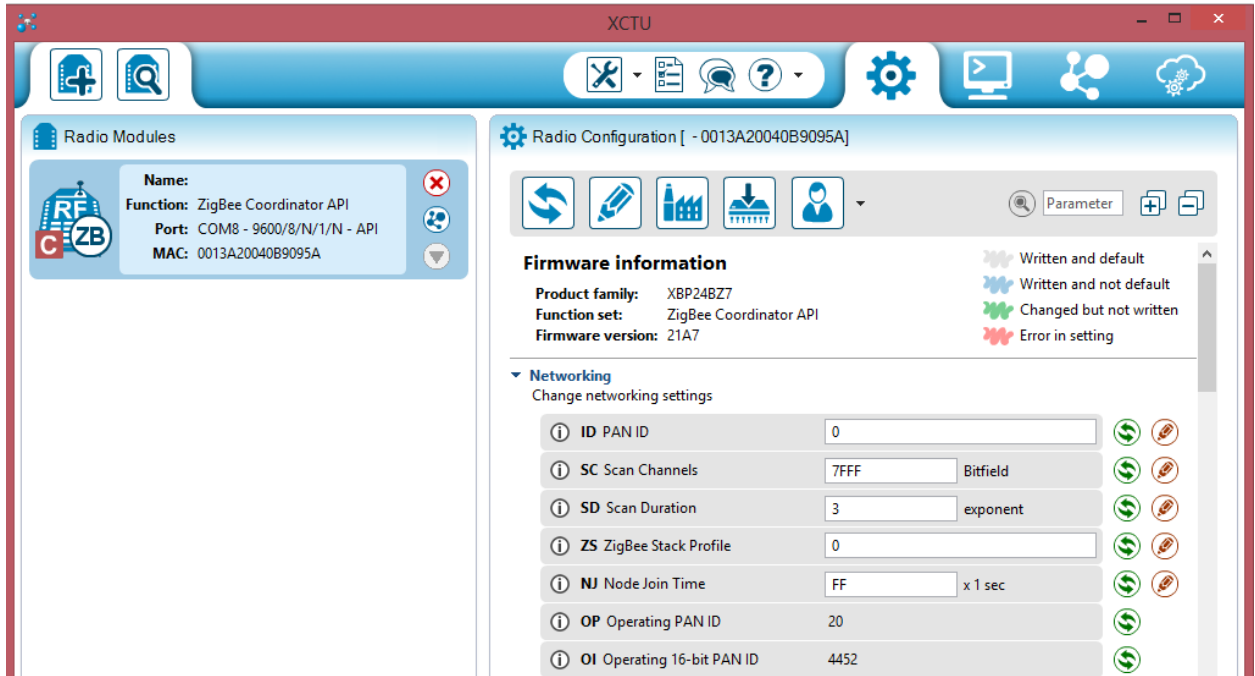 XCTU
Radio Modules
RF
C
ZB
Name:
Function: ZigBee Coordinator API
Port: COM8 - 9600/8/N/1/N - API
MAC: 0013A20040B9095A
Radio Configuration [ - 0013A20040B9095A]
Parameter
Firmware information
Product family: XBP24BZ7
Function set: ZigBee Coordinator API
Firmware version: 21A7
Written and default
Written and not default
Changed but not written
Error in setting
Networking
Change networking settings
ID PAN ID 0
SC Scan Channels 7FFF Bitfield
SD Scan Duration 3 exponent
ZS ZigBee Stack Profile 0
NJ Node Join Time FF x 1 sec
OP Operating PAN ID 20
OI Operating 16-bit PAN ID 4452